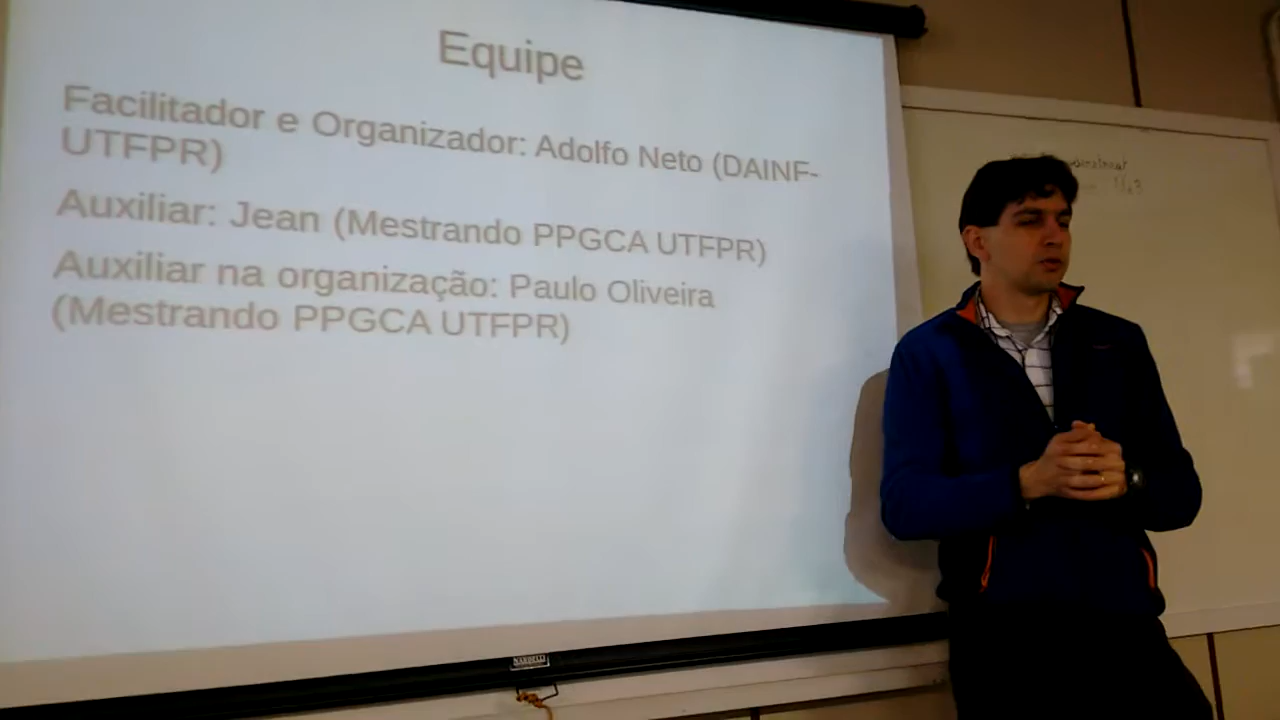 Equipe
Facilitador e Organizador: Adolfo Neto (DAINF-
UTFPR)
Auxiliar: Jean (Mestrando PPGCA UTFPR)
Auxiliar na organização: Paulo Oliveira
(Mestrando PPGCA UTFPR)